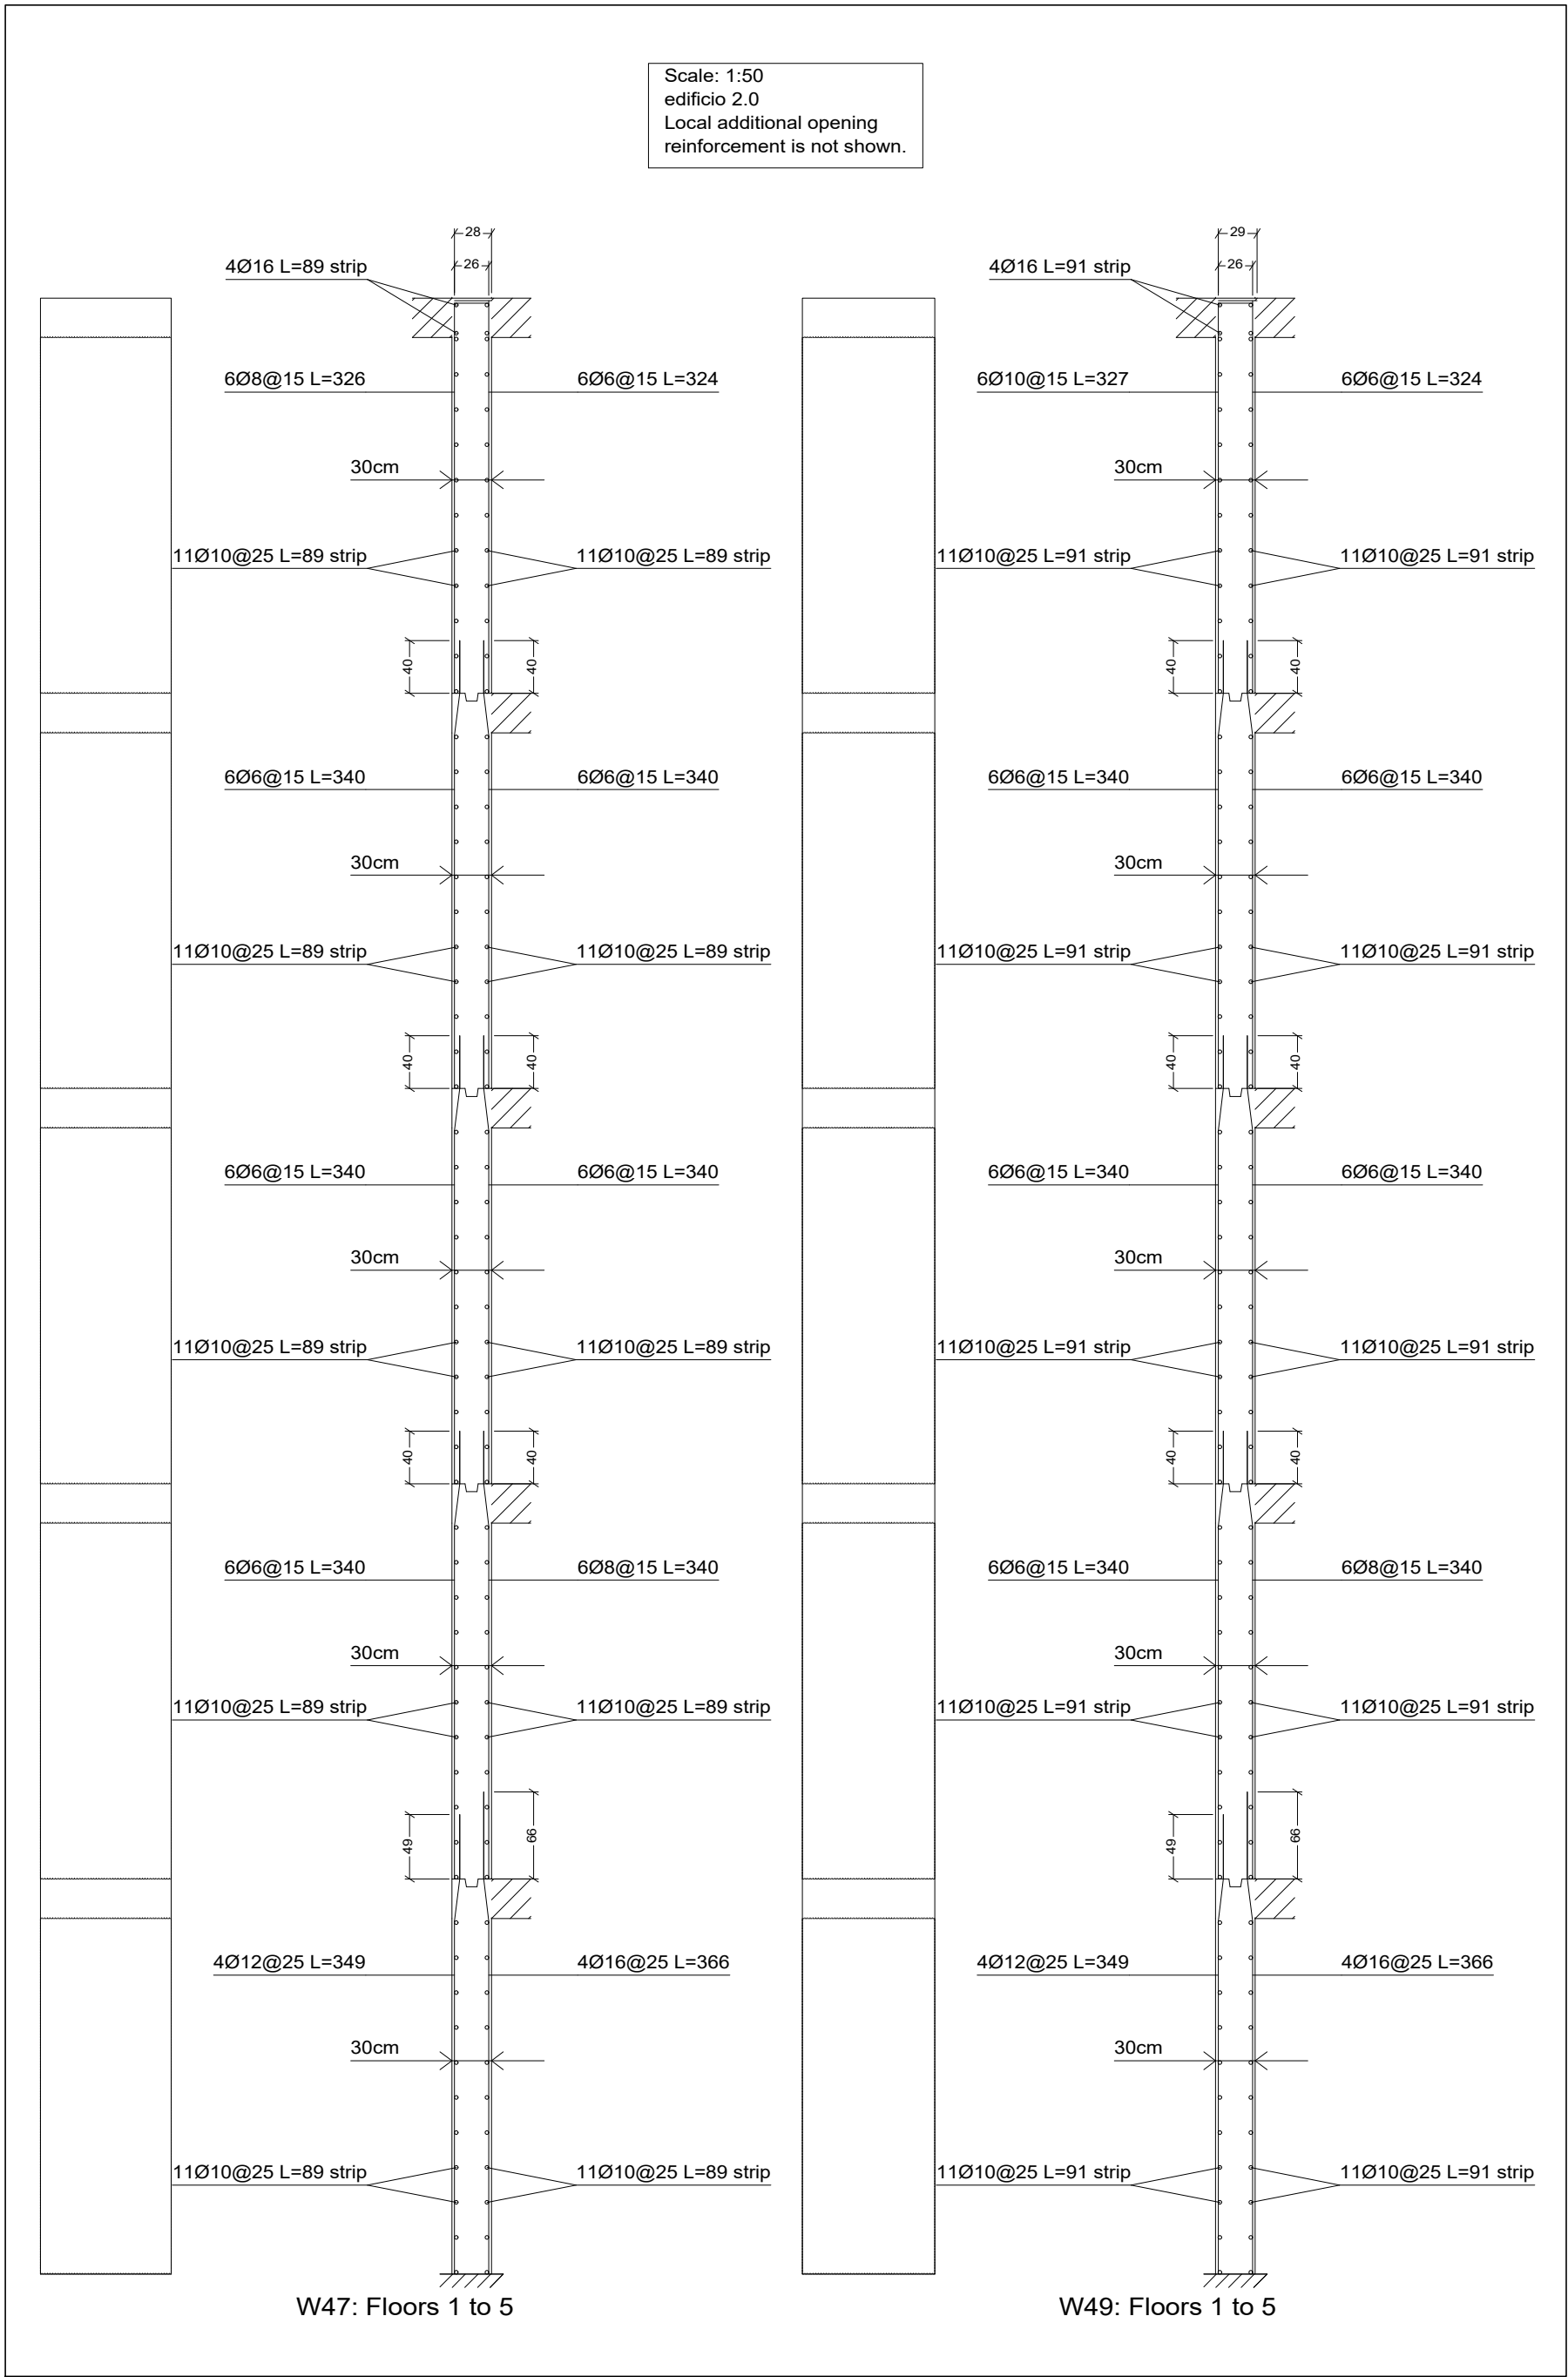 Scale: 1:50
edificio 2.0
Local additional opening
reinforcement is not shown.
28
26
4Ø16 L=89 strip
6Ø8@15 L=326
6Ø6@15 L=324
30cm
11Ø10@25 L=89 strip
11Ø10@25 L=89 strip
40
40
6Ø6@15 L=340
6Ø6@15 L=340
30cm
11Ø10@25 L=89 strip
11Ø10@25 L=89 strip
40
40
6Ø6@15 L=340
6Ø6@15 L=340
30cm
11Ø10@25 L=89 strip
11Ø10@25 L=89 strip
40
40
6Ø6@15 L=340
6Ø8@15 L=340
30cm
11Ø10@25 L=89 strip
11Ø10@25 L=89 strip
49
66
4Ø12@25 L=349
4Ø16@25 L=366
30cm
11Ø10@25 L=89 strip
11Ø10@25 L=89 strip
W47: Floors 1 to 5
29
26
4Ø16 L=91 strip
6Ø10@15 L=327
6Ø6@15 L=324
30cm
11Ø10@25 L=91 strip
11Ø10@25 L=91 strip
40
40
6Ø6@15 L=340
6Ø6@15 L=340
30cm
11Ø10@25 L=91 strip
11Ø10@25 L=91 strip
40
40
6Ø6@15 L=340
6Ø6@15 L=340
30cm
11Ø10@25 L=91 strip
11Ø10@25 L=91 strip
40
40
6Ø6@15 L=340
6Ø8@15 L=340
30cm
11Ø10@25 L=91 strip
11Ø10@25 L=91 strip
49
66
4Ø12@25 L=349
4Ø16@25 L=366
30cm
11Ø10@25 L=91 strip
11Ø10@25 L=91 strip
W49: Floors 1 to 5